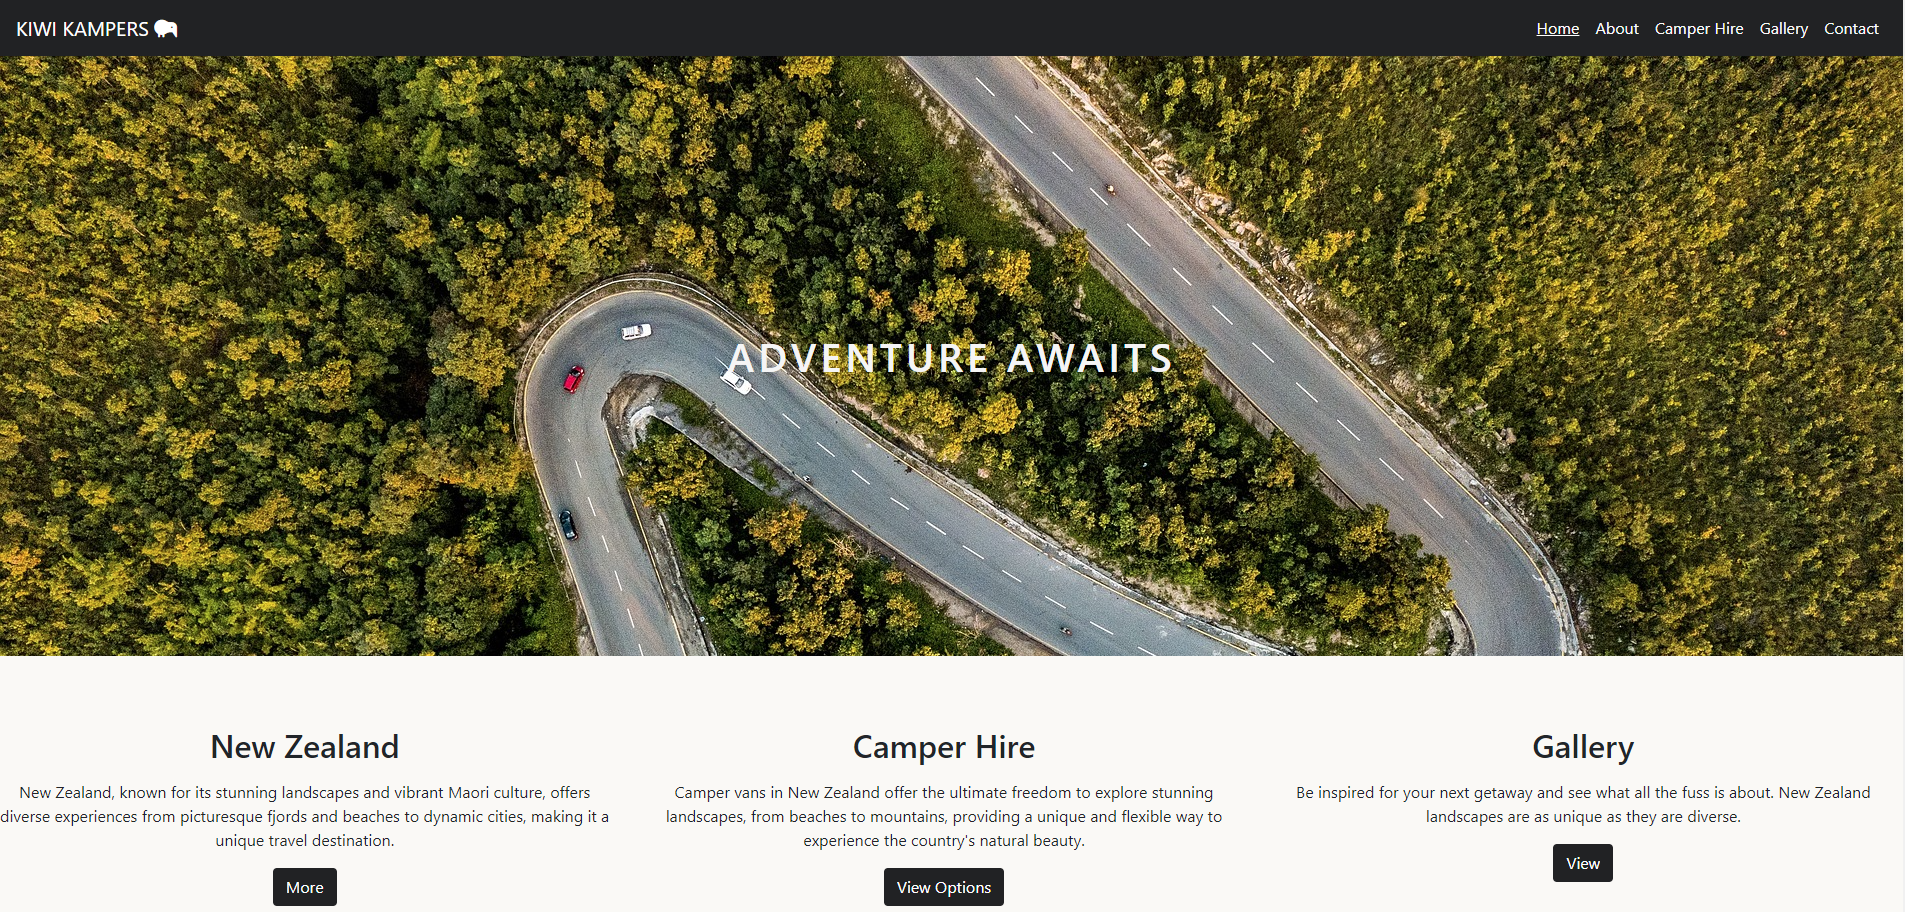 KIWI KAMPERS
Home About Camper Hire Gallery Contact
ADVENTURE AWAITS
New Zealand
New Zealand, known for its stunning landscapes and vibrant Maori culture, offers
diverse experiences from picturesque fjords and beaches to dynamic cities, making it a
unique travel destination.
More
Camper Hire
Camper vans in New Zealand offer the ultimate freedom to explore stunning
landscapes, from beaches to mountains, providing a unique and flexible way to
experience the country's natural beauty.
View Options
Gallery
Be inspired for your next getaway and see what all the fuss is about. New Zealand
landscapes are as unique as they are diverse.
View